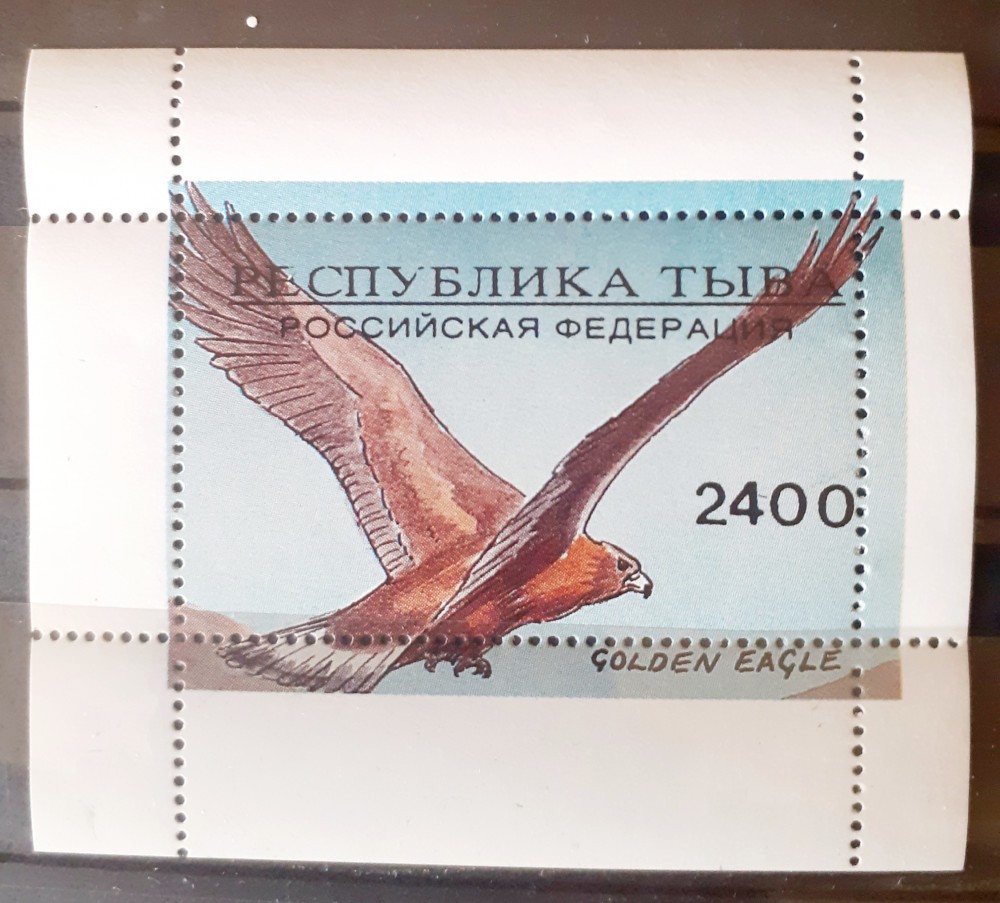 РЕСПУБЛИКА ТЫВА
РОССИЙСКАЯ ФЕДЕРАЦИЯ
2400
GOLDEN EAGLE